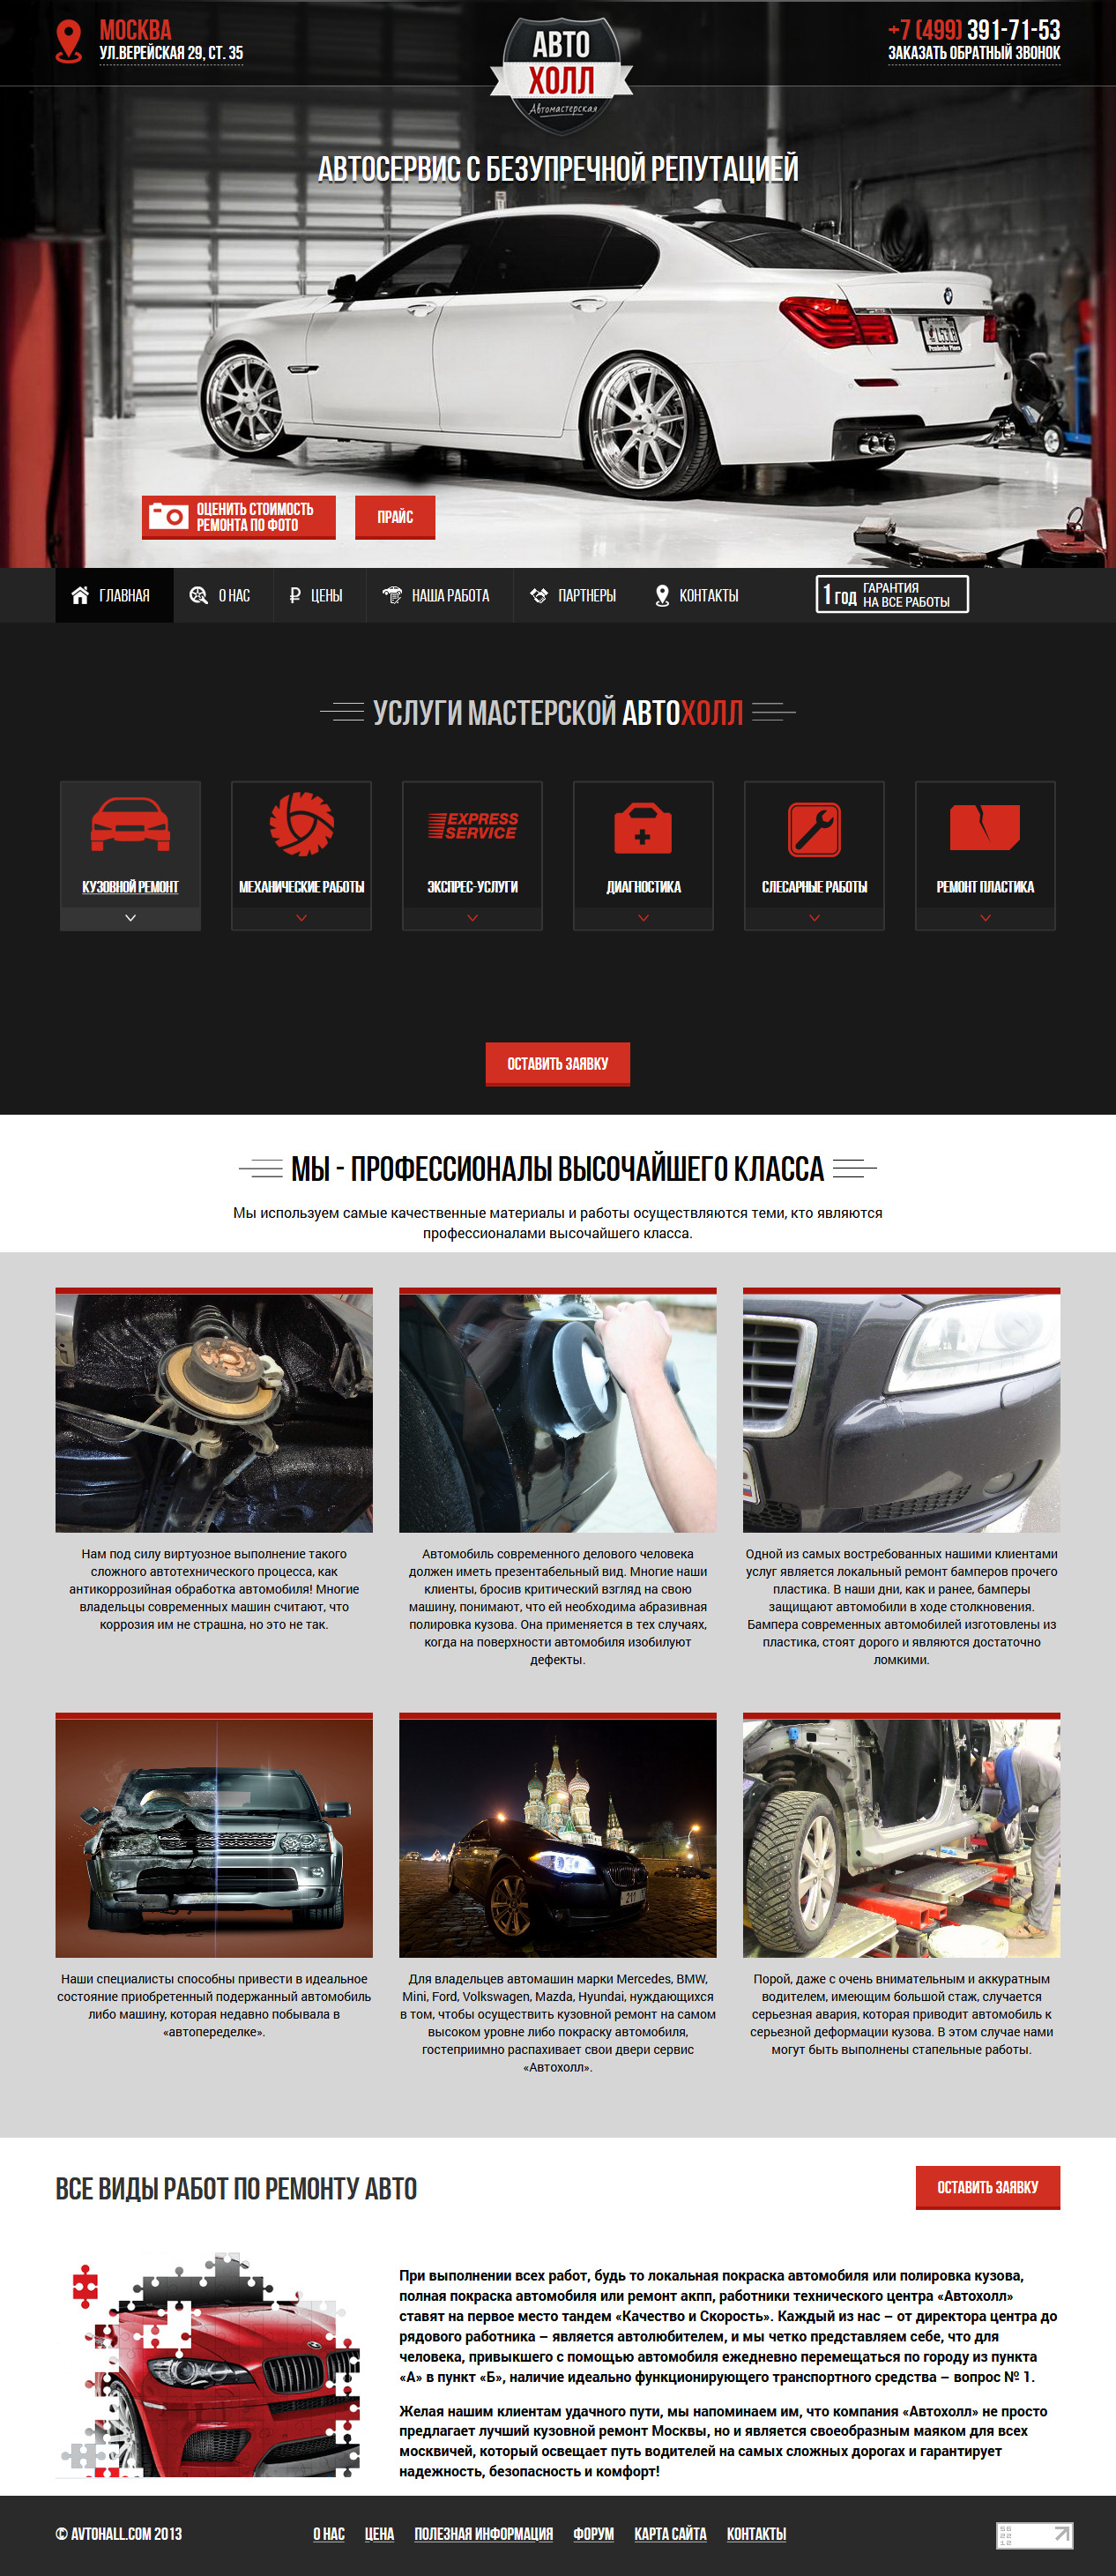 МОСКВА
УЛ.ВЕРЕЙСКАЯ 29, СТ. 35
АВТО
ХОЛЛ
Автомастерская
+7 (499) 391-71-53
ЗАКАЗАТЬ ОБРАТНЫЙ ЗВОНОК
АВТОСЕРВИС С БЕЗУПРЕЧНОЙ РЕПУТАЦИЕЙ
ОЦЕНИТЬ СТОИМОСТЬ
РЕМОНТА ПО ФОТО
ПРАЙС
ГЛАВНАЯ
О НАС
ЦЕНЫ
НАША РАБОТА
ПАРТНЕРЫ
КОНТАКТЫ
1 ГОД
ГАРАНТИЯ
НА ВСЕ РАБОТЫ
УСЛУГИ МАСТЕРСКОЙ АВТОХОЛЛ
EXPRESS
SERVICE
КУЗОВНОЙ РЕМОНТ
МЕХАНИЧЕСКИЕ РАБОТЫ
ЭКСПРЕС-УСЛУГИ
ДИАГНОСТИКА
СЛЕСАРНЫЕ РАБОТЫ
РЕМОНТ ПЛАСТИКА
ОСТАВИТЬ ЗАЯВКУ
МЫ - ПРОФЕССИОНАЛЫ ВЫСОЧАЙШЕГО КЛАССА
Мы используем самые качественные материалы и работы осуществляются теми, кто являются
профессионалами высочайшего класса.
Нам под силу виртуозное выполнение такого
сложного автотехнического процесса, как
антикоррозийная обработка автомобиля! Многие
владельцы современных машин считают, что
коррозия им не страшна, но это не так.
Автомобиль современного делового человека
должен иметь презентабельный вид. Многие наши
клиенты, бросив критический взгляд на свою
машину, понимают, что ей необходима абразивная
полировка кузова. Она применяется в тех случаях,
когда на поверхности автомобиля изобилуют
дефекты.
Одной из самых востребованных нашими клиентами
услуг является локальный ремонт бамперов прочего
пластика. В наши дни, как и ранее, бамперы
защищают автомобили в ходе столкновения.
Бампера современных автомобилей изготовлены из
пластика, стоят дорого и являются достаточно
ломкими.
Наши специалисты способны привести в идеальное
состояние приобретенный подержанный автомобиль
либо машину, которая недавно побывала в
«автопеределке».
Для владельцев автомашин марки Mercedes, BMW,
Mini, Ford, Volkswagen, Mazda, Hyundai, нуждающихся
в том, чтобы осуществить кузовной ремонт на самом
высоком уровне либо покраску автомобиля,
гостеприимно распахивает свои двери сервис
«Автохолл».
Порой, даже с очень внимательным и аккуратным
водителем, имеющим большой стаж, случается
серьезная авария, которая приводит автомобиль к
серьезной деформации кузова. В этом случае нами
могут быть выполнены стапельные работы.
ВСЕ ВИДЫ РАБОТ ПО РЕМОНТУ АВТО
ОСТАВИТЬ ЗАЯВКУ
При выполнении всех работ, будь то локальная покраска автомобиля или полировка кузова,
полная покраска автомобиля или ремонт акпп, работники технического центра «Автохолл»
ставят на первое место тандем «Качество и Скорость». Каждый из нас – от директора центра до
рядового работника – является автолюбителем, и мы четко представляем себе, что для
человека, привыкшего с помощью автомобиля ежедневно перемещаться по городу из пункта
«А» в пункт «Б», наличие идеально функционирующего транспортного средства – вопрос № 1.
Желая нашим клиентам удачного пути, мы напоминаем им, что компания «Автохолл» не просто
предлагает лучший кузовной ремонт Москвы, но и является своеобразным маяком для всех
москвичей, который освещает путь водителей на самых сложных дорогах и гарантирует
надежность, безопасность и комфорт!
© AVTOHALL.COM 2013
О НАС
ЦЕНА
ПОЛЕЗНАЯ ИНФОРМАЦИЯ
ФОРУМ
КАРТА САЙТА
КОНТАКТЫ